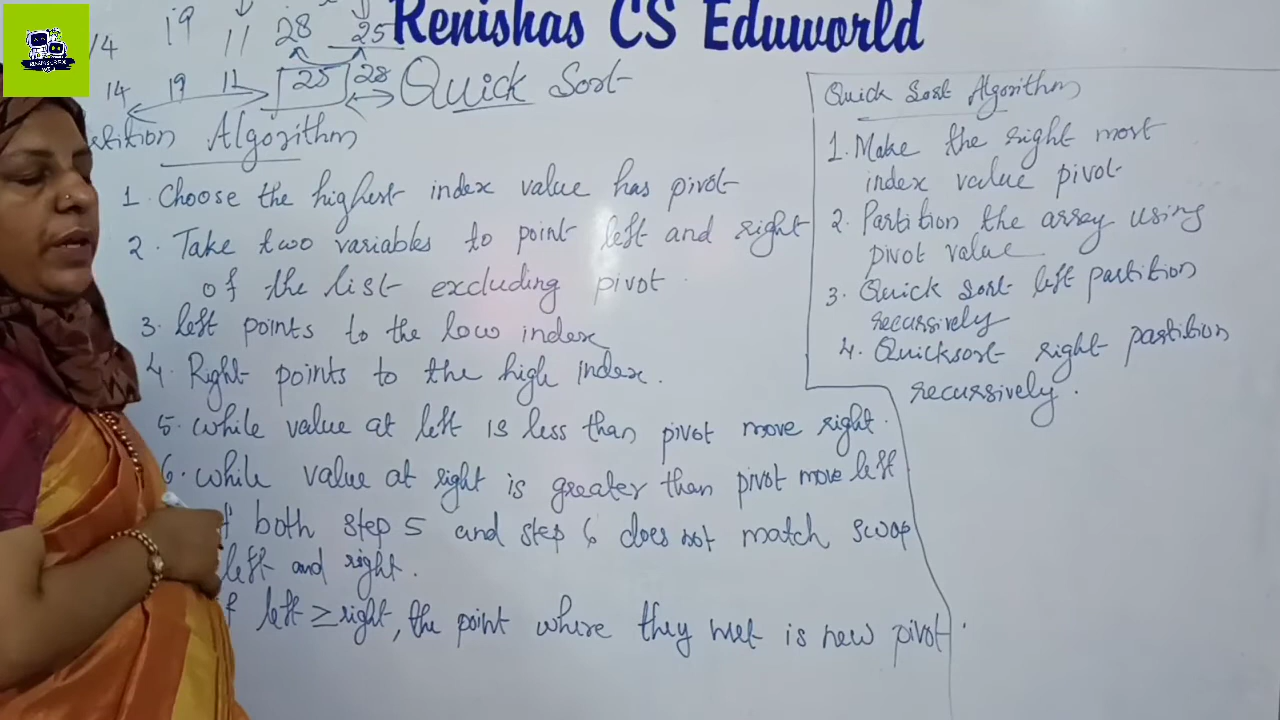 Renishas CS Eduworld
14 19 11 28 25
14 19 11 25 28
Quick Sort
Partition Algorithm
1. Choose the highest index value has pivot
2. Take two variables to point left and right
of the list excluding pivot.
3. left points to the low index
4. Right points to the high index.
5. while value at left is less than pivot move right.
6. while value at right is greater than pivot move left
f both step 5 and step 6 does not match swap
left and right.
f left ≥ right, the point where they met is new pivot.
Quick Sort Algorithm
1. Make the right most
index value pivot
2. Partition the array using
pivot value
3. Quick sort left partition
recursively
4. Quicksort right partition
recursively.